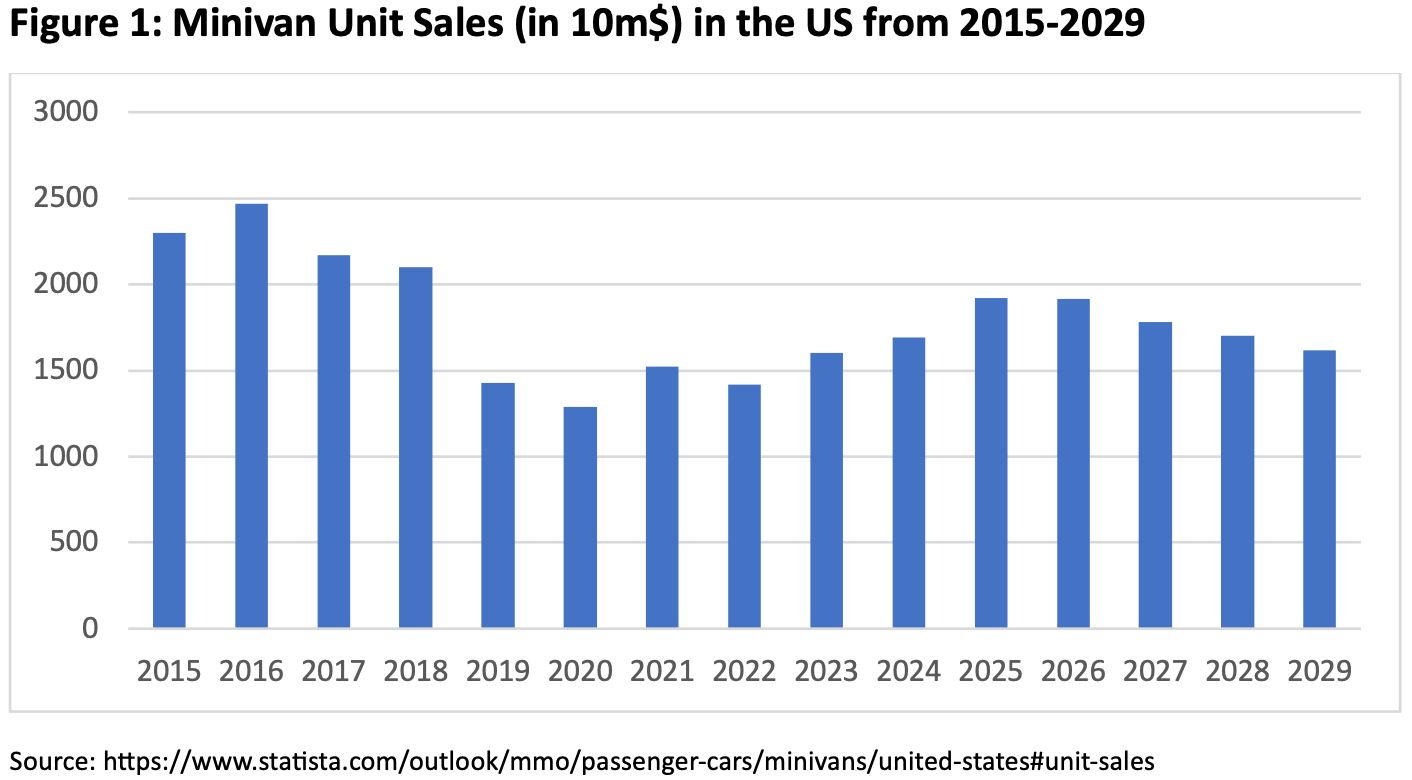 Figure 1: Minivan Unit Sales (in 10m$) in the US from 2015-2029
3000
2500
2000
1500
1000
500
0
2015 2016 2017 2018 2019 2020 2021 2022 2023 2024 2025 2026 2027 2028 2029
Source: https://www.statista.com/outlook/mmo/passenger-cars/minivans/united-states#unit-sales